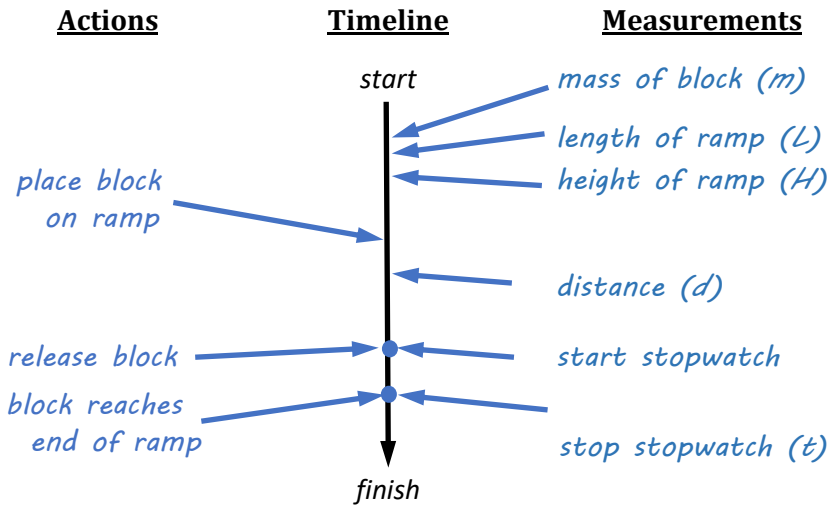 Actions
Timeline
Measurements
start
mass of block (m)
length of ramp (L)
height of ramp (H)
place block
on ramp
distance (d)
release block
start stopwatch
block reaches
end of ramp
stop stopwatch (t)
finish